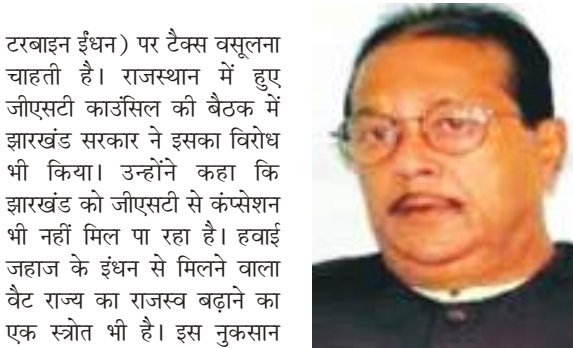 टरबाइन ईंधन) पर टैक्स वसूलना
चाहती है। राजस्थान में हुए
जीएसटी काउंसिल की बैठक में
झारखंड सरकार ने इसका विरोध
भी किया। उन्होंने कहा कि
झारखंड को जीएसटी से कंप्सेशन
भी नहीं मिल पा रहा है। हवाई
जहाज के इंधन से मिलने वाला
वैट राज्य का राजस्व बढ़ाने का
एक स्त्रोत भी है। इस नुकसान